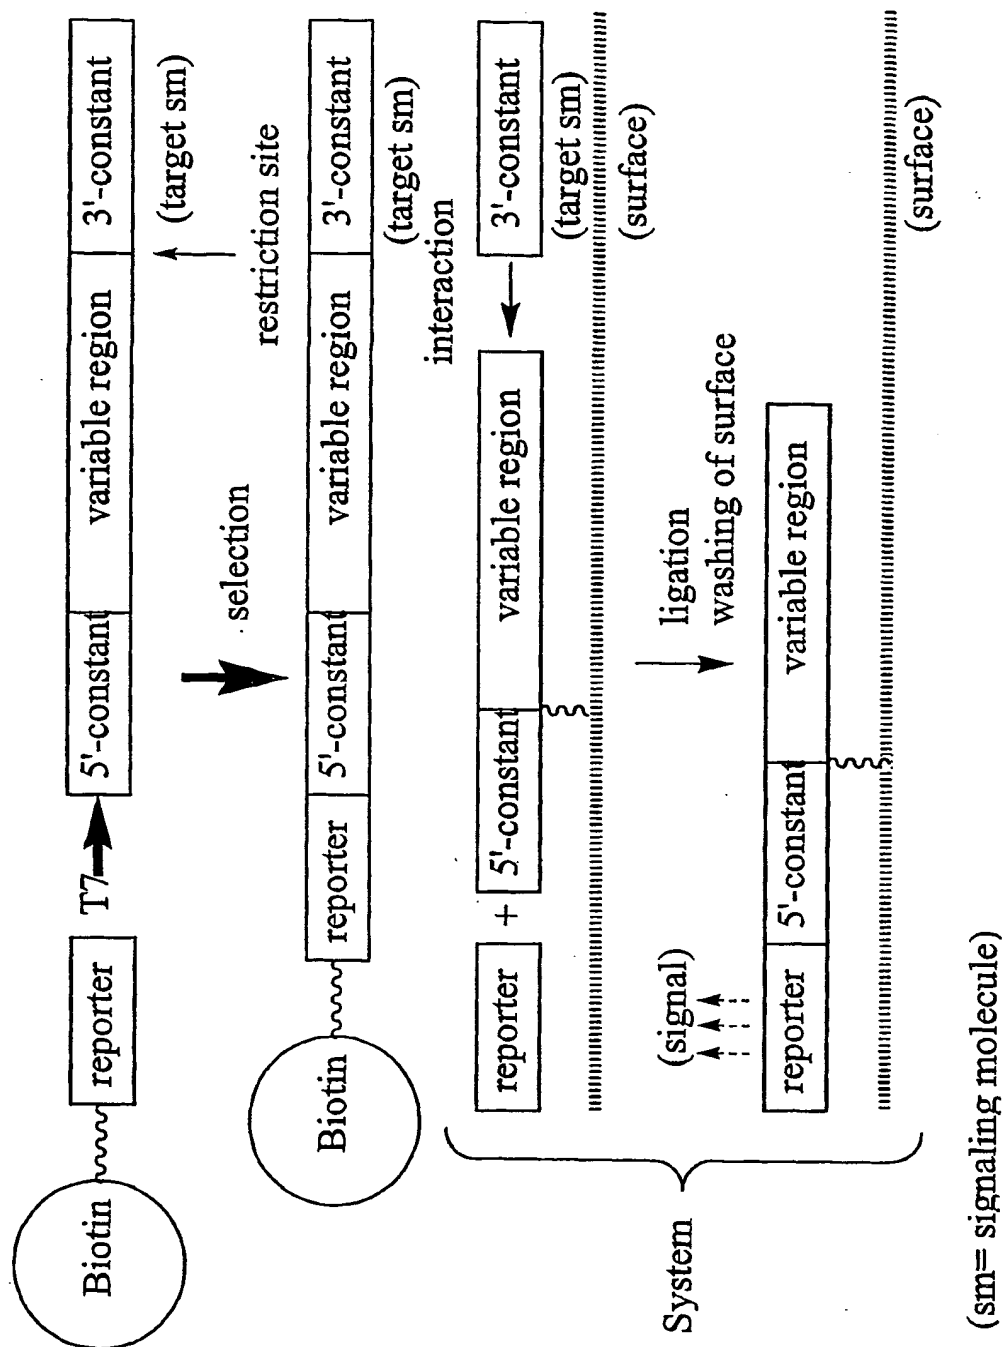 Biotin
reporter
T7
5'-constant
variable region
3'-constant
(target sm)
restriction site
selection
Biotin
reporter
5'-constant
variable region
3'-constant
(target sm)
interaction
System
reporter
+
5'-constant
variable region
3'-constant
(target sm)
(surface)
ligation
washing of surface
(signal)
reporter
5'-constant
variable region
(surface)
(sm= signaling molecule)